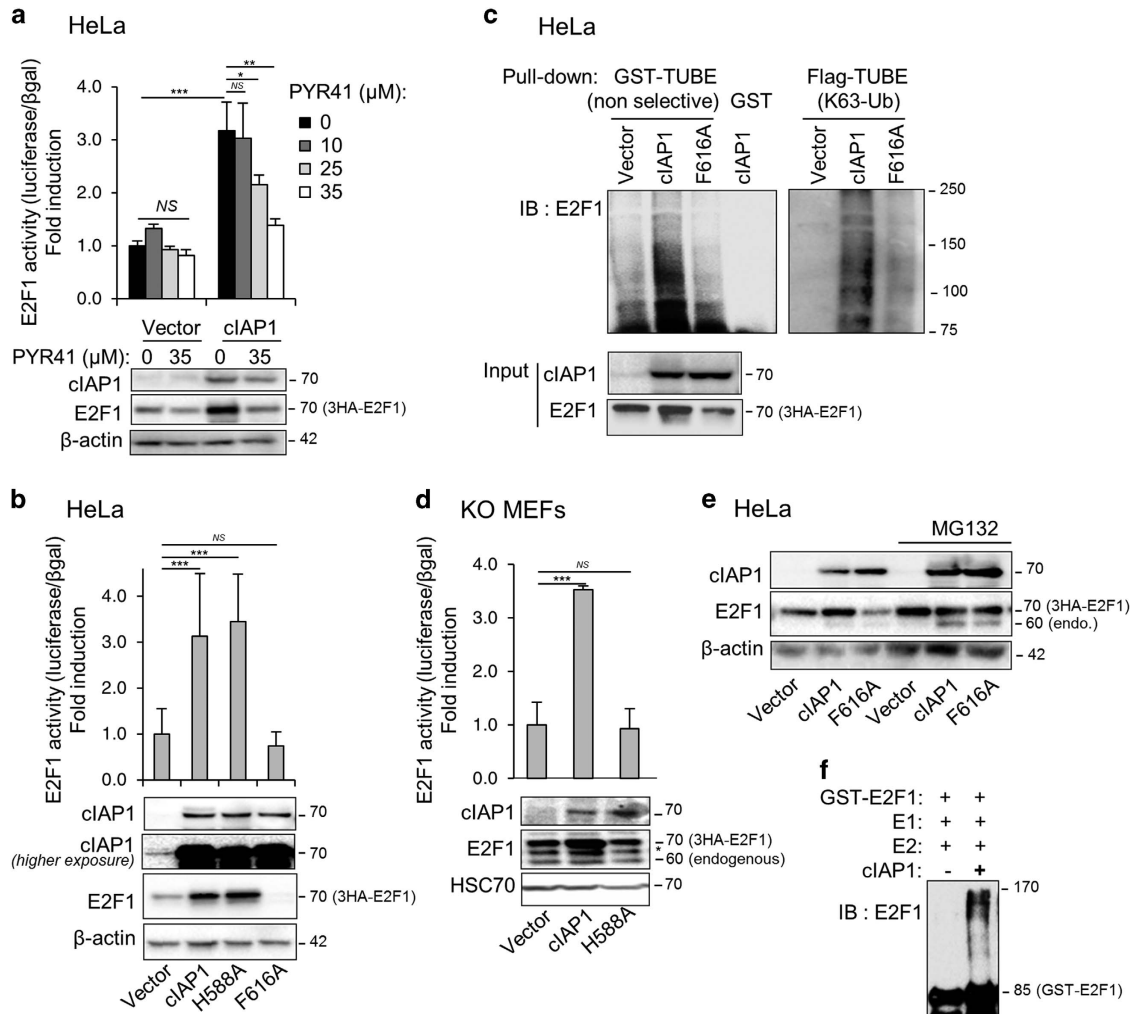 a
HeLa
E2F1 activity (luciferase/βgal)
Fold induction
4.0
3.0
2.0
1.0
0.0
***
**
*
NS
NS
PYR41 (μM):
0
10
25
35
Vector cIAP1
PYR41 (μM): 0 35 0 35
cIAP1 - 70
E2F1 - 70 (3HA-E2F1)
β-actin - 42
b
HeLa
E2F1 activity (luciferase/βgal)
Fold induction
4.0
3.0
2.0
1.0
0.0
NS
***
***
cIAP1 - 70
cIAP1 - 70
(higher exposure)
E2F1 - 70 (3HA-E2F1)
β-actin - 42
Vector cIAP1 H588A F616A
c
HeLa
Pull-down: GST-TUBE Flag-TUBE
(non selective) GST (K63-Ub)
Vector cIAP1 F616A cIAP1 Vector cIAP1 F616A
IB : E2F1
- 250
- 150
- 100
- 75
Input
cIAP1 - 70
E2F1 - 70 (3HA-E2F1)
d
KO MEFs
E2F1 activity (luciferase/βgal)
Fold induction
4.0
3.0
2.0
1.0
0.0
NS
***
cIAP1 - 70
E2F1 - 70 (3HA-E2F1)
*
- 60 (endogenous)
HSC70 - 70
Vector cIAP1 H588A
e
HeLa
MG132
cIAP1 - 70
E2F1 - 70 (3HA-E2F1)
- 60 (endo.)
β-actin - 42
Vector cIAP1 F616A Vector cIAP1 F616A
f
GST-E2F1: + +
E1: + +
E2: + +
cIAP1: - +
IB : E2F1
- 170
- 85 (GST-E2F1)